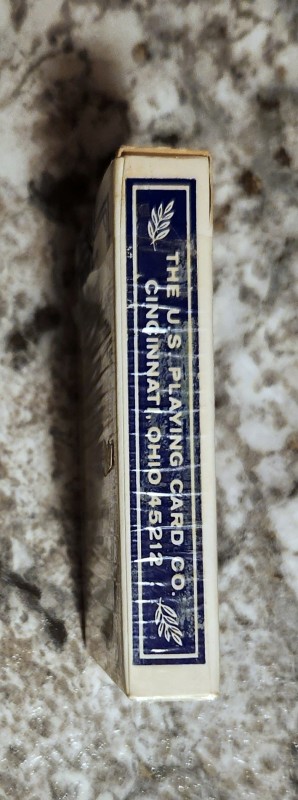 THE U.S. PLAYING CARD CO.
CINCINNATI, OHIO 45212